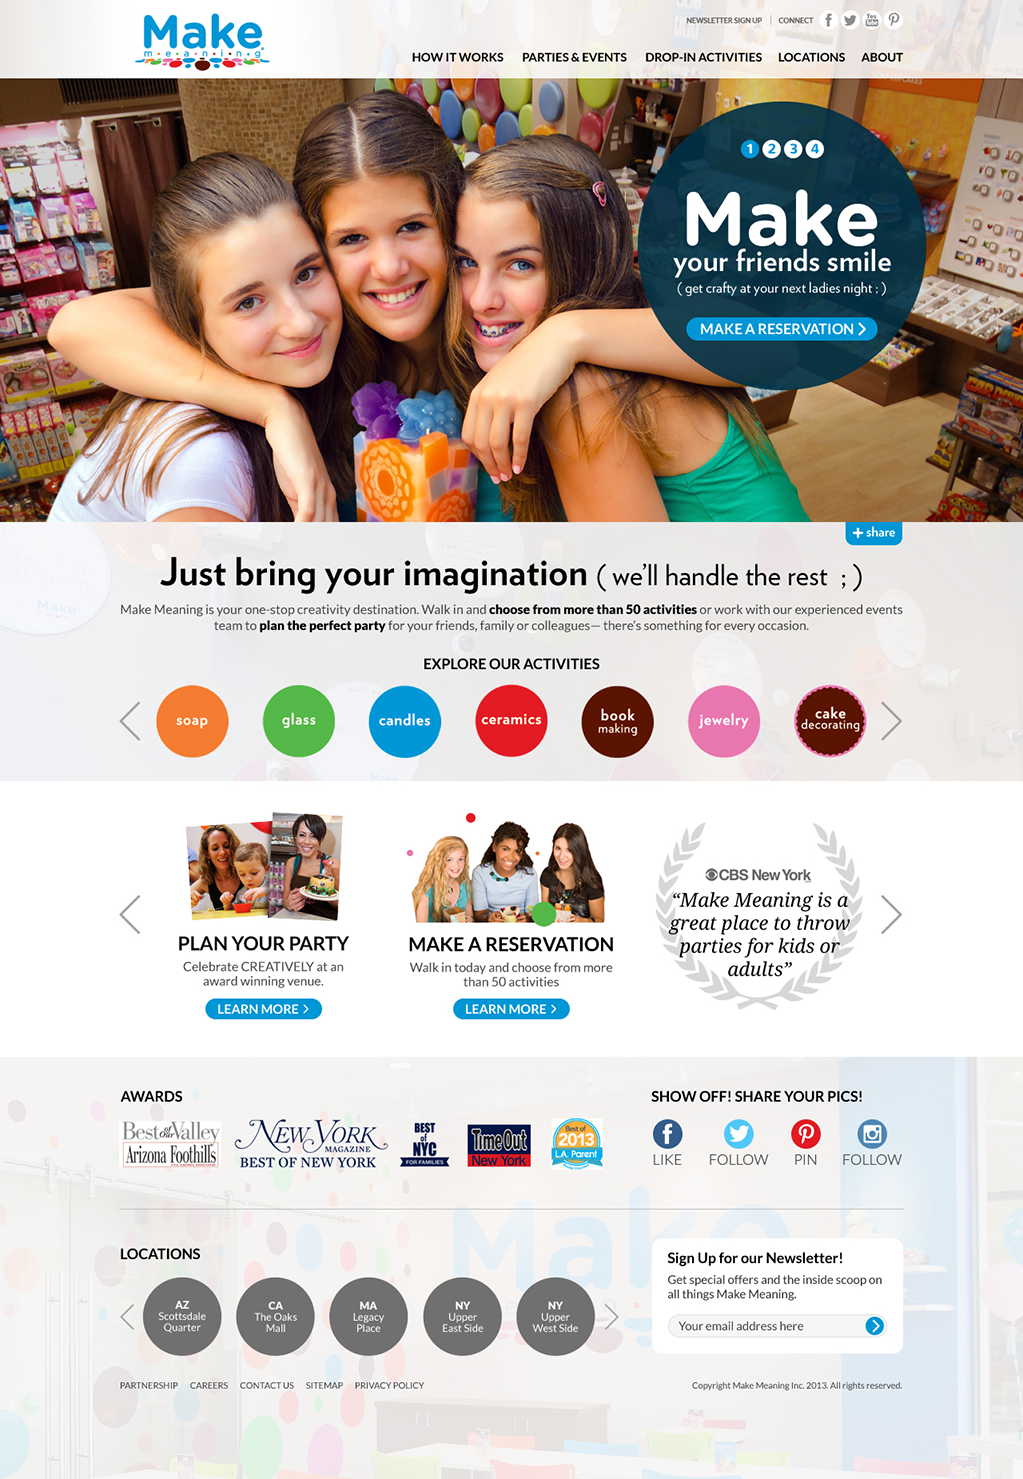 Make
meaning
NEWSLETTER SIGN UP | CONNECT
HOW IT WORKS PARTIES & EVENTS DROP-IN ACTIVITIES LOCATIONS ABOUT
1 2 3 4
Make
your friends smile
( get crafty at your next ladies night ; )
MAKE A RESERVATION
+ share
Just bring your imagination ( we'll handle the rest ; )
Make Meaning is your one-stop creativity destination. Walk in and choose from more than 50 activities or work with our experienced events
team to plan the perfect party for your friends, family or colleagues— there's something for every occasion.
EXPLORE OUR ACTIVITIES
soap
glass
candles
ceramics
book
making
jewelry
cake
decorating
PLAN YOUR PARTY
Celebrate CREATIVELY at an
award winning venue.
LEARN MORE
MAKE A RESERVATION
Walk in today and choose from more
than 50 activities
LEARN MORE
CBS New York
“Make Meaning is a
great place to throw
parties for kids or
adults”
AWARDS
Best of the Valley
Arizona Foothills
NEW YORK
MAGAZINE
BEST OF NEW YORK
BEST
of
NYC
FOR FAMILIES
Time Out
New York
Best of
2013
L.A. Parent
SHOW OFF! SHARE YOUR PICS!
LIKE FOLLOW PIN FOLLOW
LOCATIONS
AZ
Scottsdale
Quarter
CA
The Oaks
Mall
MA
Legacy
Place
NY
Upper
East Side
NY
Upper
West Side
Sign Up for our Newsletter!
Get special offers and the inside scoop on
all things Make Meaning.
Your email address here
PARTNERSHIP CAREERS CONTACT US SITEMAP PRIVACY POLICY
Copyright Make Meaning Inc. 2013. All rights reserved.